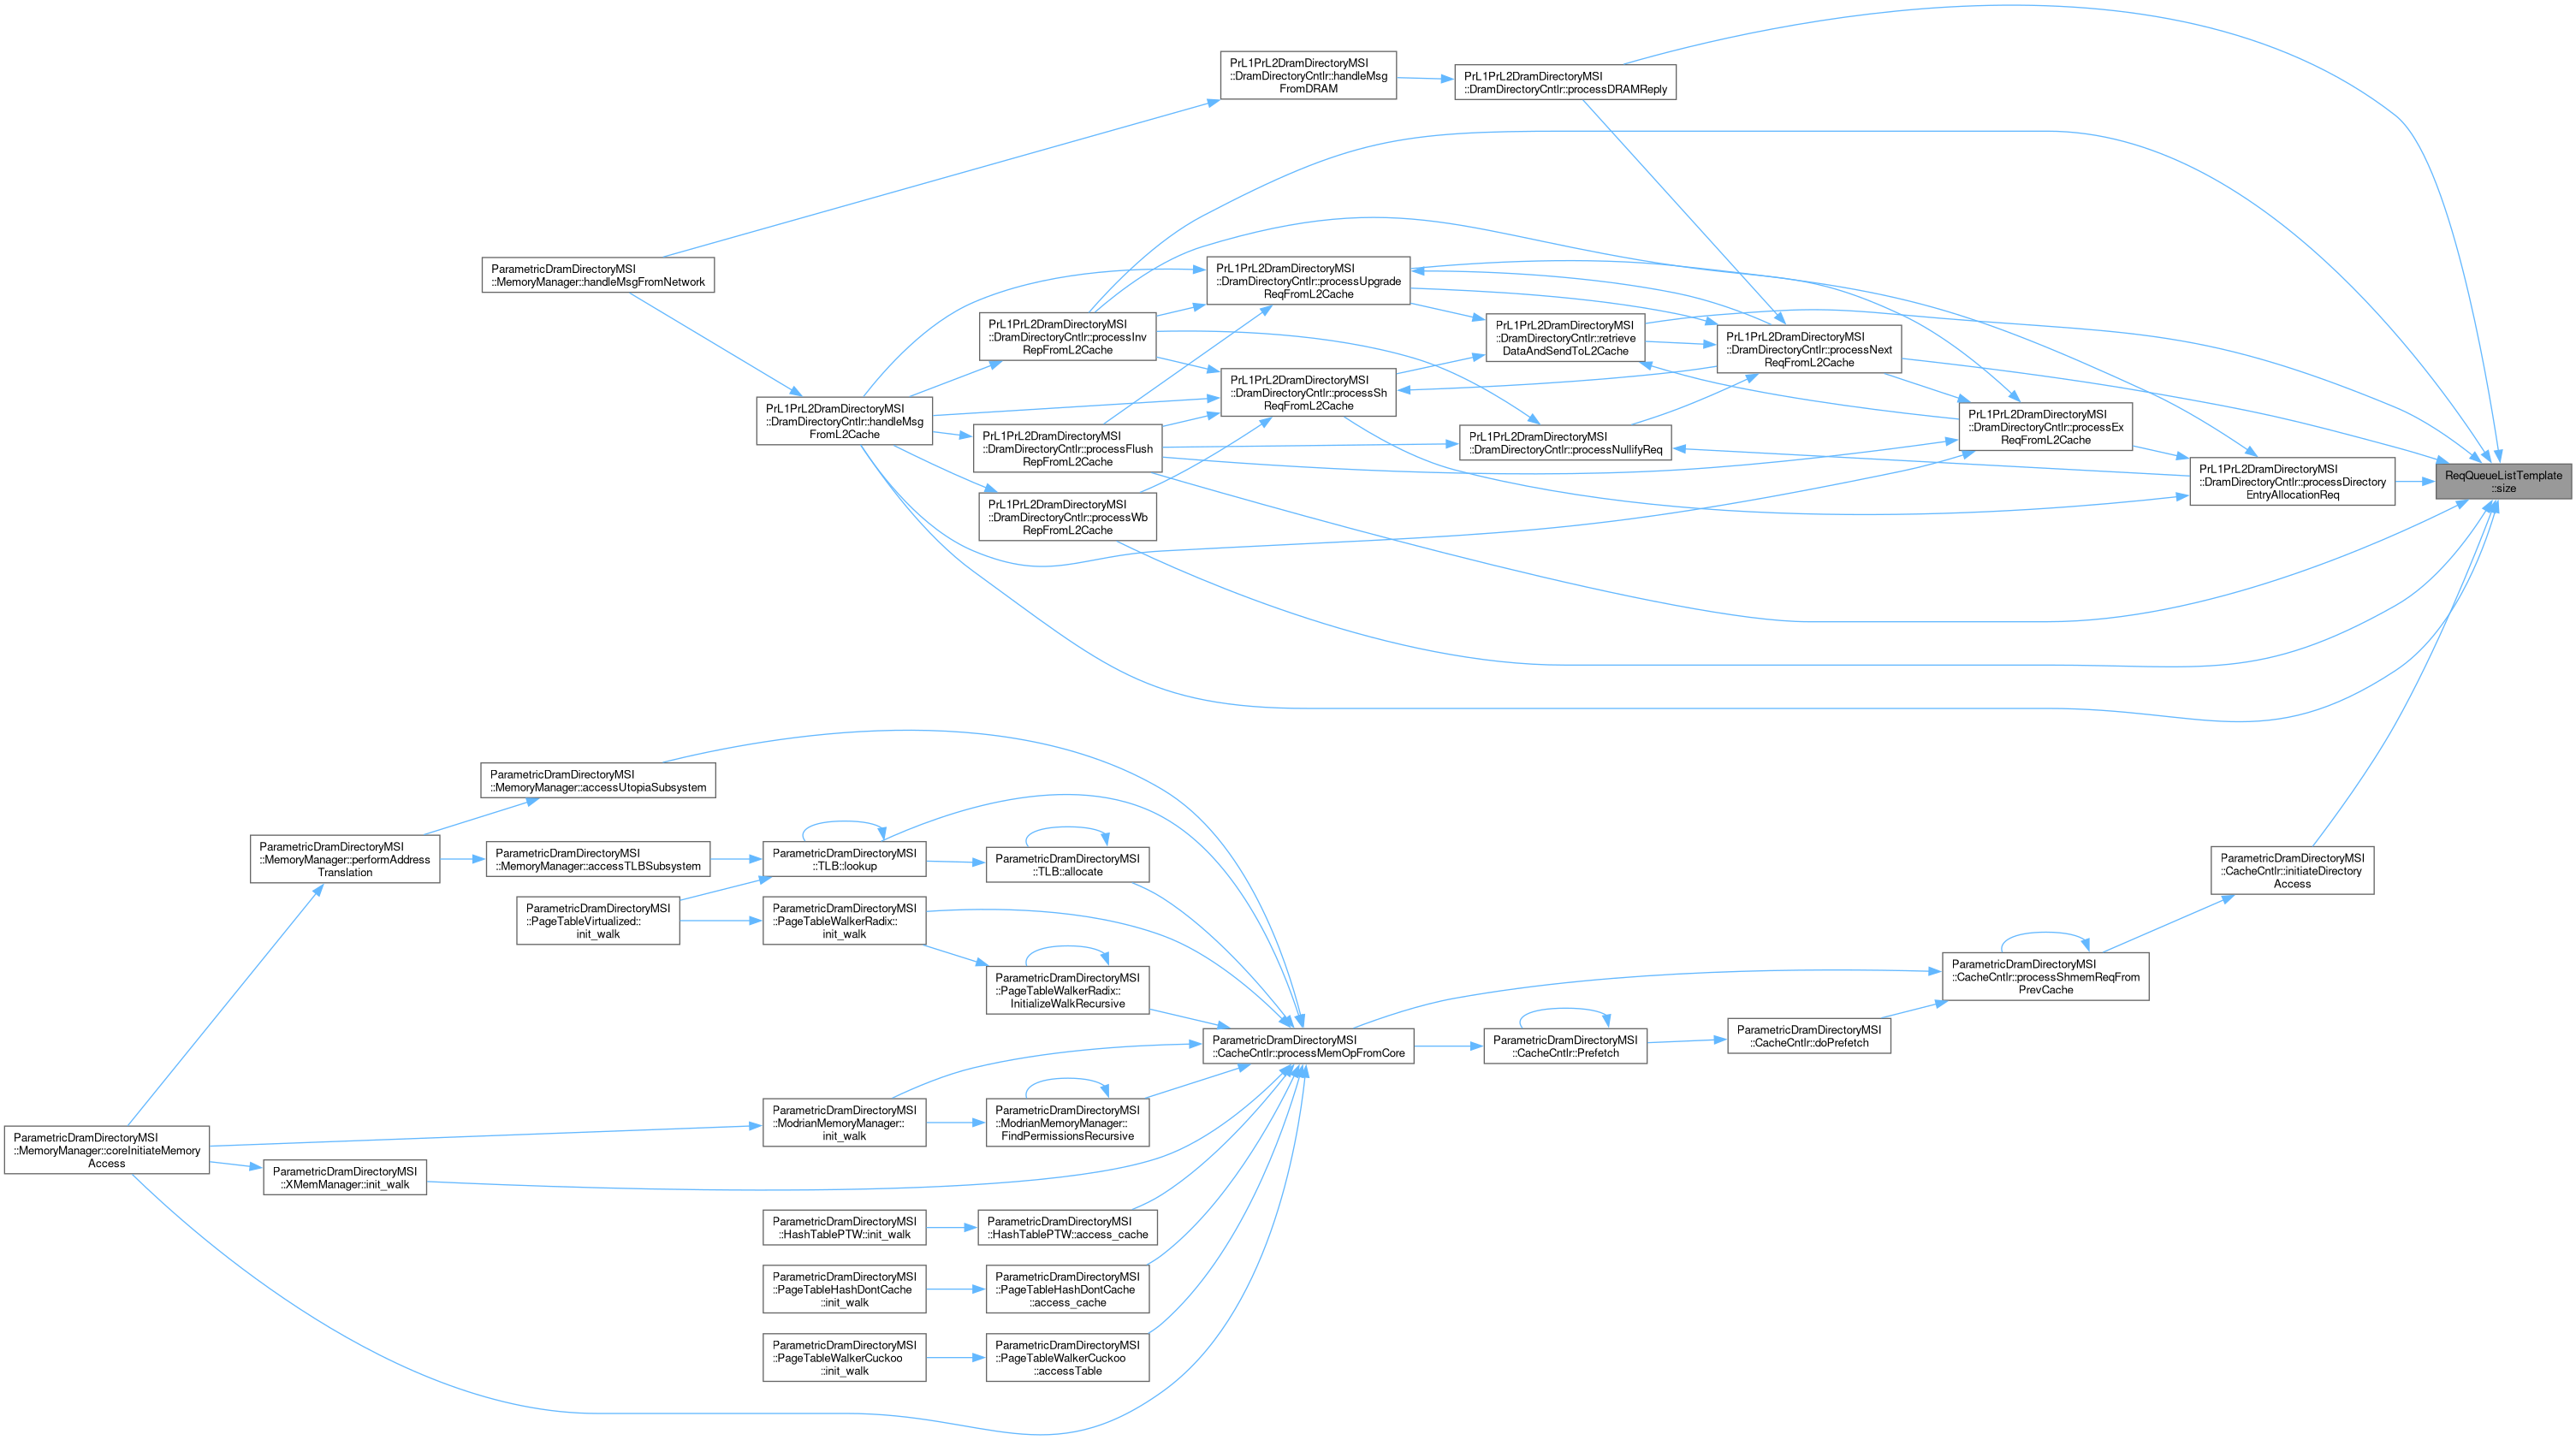 PrL1PrL2DramDirectoryMSI
::DramDirectoryCntlr::handleMsg
FromDRAM
PrL1PrL2DramDirectoryMSI
::DramDirectoryCntlr::processDRAMReply
ParametricDramDirectoryMSI
::MemoryManager::handleMsgFromNetwork
PrL1PrL2DramDirectoryMSI
::DramDirectoryCntlr::processUpgrade
ReqFromL2Cache
PrL1PrL2DramDirectoryMSI
::DramDirectoryCntlr::processInv
RepFromL2Cache
PrL1PrL2DramDirectoryMSI
::DramDirectoryCntlr::retrieve
DataAndSendToL2Cache
PrL1PrL2DramDirectoryMSI
::DramDirectoryCntlr::processNext
ReqFromL2Cache
PrL1PrL2DramDirectoryMSI
::DramDirectoryCntlr::processSh
ReqFromL2Cache
PrL1PrL2DramDirectoryMSI
::DramDirectoryCntlr::handleMsg
FromL2Cache
PrL1PrL2DramDirectoryMSI
::DramDirectoryCntlr::processEx
ReqFromL2Cache
PrL1PrL2DramDirectoryMSI
::DramDirectoryCntlr::processFlush
RepFromL2Cache
PrL1PrL2DramDirectoryMSI
::DramDirectoryCntlr::processNullifyReq
PrL1PrL2DramDirectoryMSI
::DramDirectoryCntlr::processDirectory
EntryAllocationReq
ReqQueueListTemplate
::size
PrL1PrL2DramDirectoryMSI
::DramDirectoryCntlr::processWb
RepFromL2Cache
ParametricDramDirectoryMSI
::MemoryManager::accessUtopiaSubsystem
ParametricDramDirectoryMSI
::MemoryManager::performAddress
Translation
ParametricDramDirectoryMSI
::MemoryManager::accessTLBSubsystem
ParametricDramDirectoryMSI
::TLB::lookup
ParametricDramDirectoryMSI
::TLB::allocate
ParametricDramDirectoryMSI
::CacheCntlr::initiateDirectory
Access
ParametricDramDirectoryMSI
::PageTableVirtualized::
init_walk
ParametricDramDirectoryMSI
::PageTableWalkerRadix::
init_walk
ParametricDramDirectoryMSI
::PageTableWalkerRadix::
InitializeWalkRecursive
ParametricDramDirectoryMSI
::CacheCntlr::processShmemReqFrom
PrevCache
ParametricDramDirectoryMSI
::CacheCntlr::processMemOpFromCore
ParametricDramDirectoryMSI
::CacheCntlr::Prefetch
ParametricDramDirectoryMSI
::CacheCntlr::doPrefetch
ParametricDramDirectoryMSI
::MemoryManager::coreInitiateMemory
Access
ParametricDramDirectoryMSI
::ModrianMemoryManager::
init_walk
ParametricDramDirectoryMSI
::ModrianMemoryManager::
FindPermissionsRecursive
ParametricDramDirectoryMSI
::XMemManager::init_walk
ParametricDramDirectoryMSI
::HashTablePTW::init_walk
ParametricDramDirectoryMSI
::HashTablePTW::access_cache
ParametricDramDirectoryMSI
::PageTableHashDontCache
::init_walk
ParametricDramDirectoryMSI
::PageTableHashDontCache
::access_cache
ParametricDramDirectoryMSI
::PageTableWalkerCuckoo
::init_walk
ParametricDramDirectoryMSI
::PageTableWalkerCuckoo
::accessTable